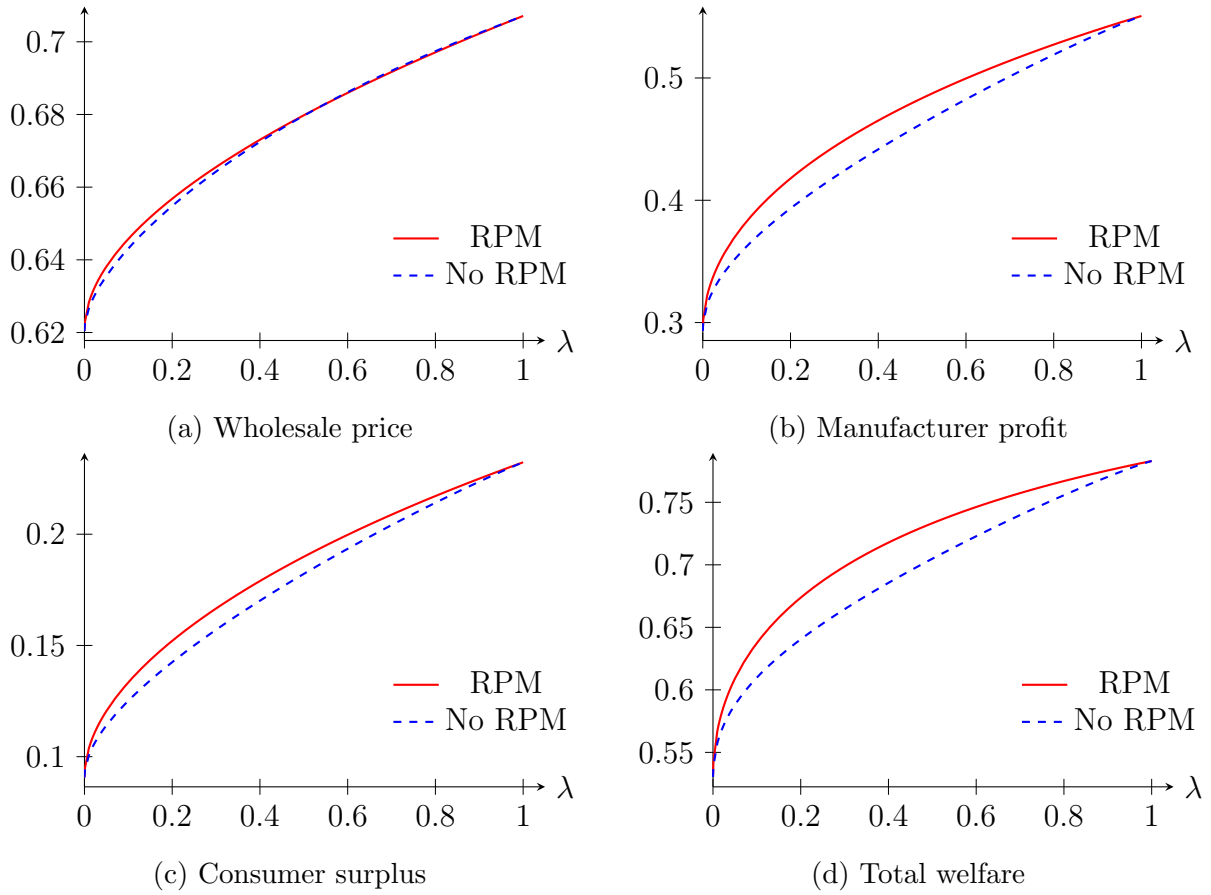 0.7
0.68
0.66
0.64
0.62
RPM
No RPM
0 0.2 0.4 0.6 0.8 1 λ
(a) Wholesale price
0.5
0.4
0.3
RPM
No RPM
0 0.2 0.4 0.6 0.8 1 λ
(b) Manufacturer profit
0.2
0.15
0.1
RPM
No RPM
0 0.2 0.4 0.6 0.8 1 λ
(c) Consumer surplus
0.75
0.7
0.65
0.6
0.55
RPM
No RPM
0 0.2 0.4 0.6 0.8 1 λ
(d) Total welfare